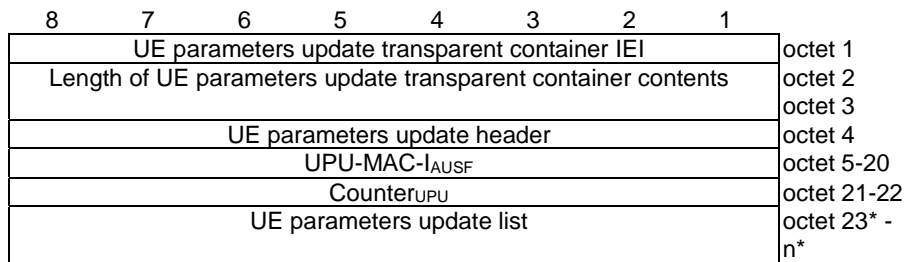 8 7 6 5 4 3 2 1
UE parameters update transparent container IEI octet 1
Length of UE parameters update transparent container contents octet 2
octet 3
UE parameters update header octet 4
UPU-MAC-IAUSF octet 5-20
CounterUPU octet 21-22
UE parameters update list octet 23* -
n*